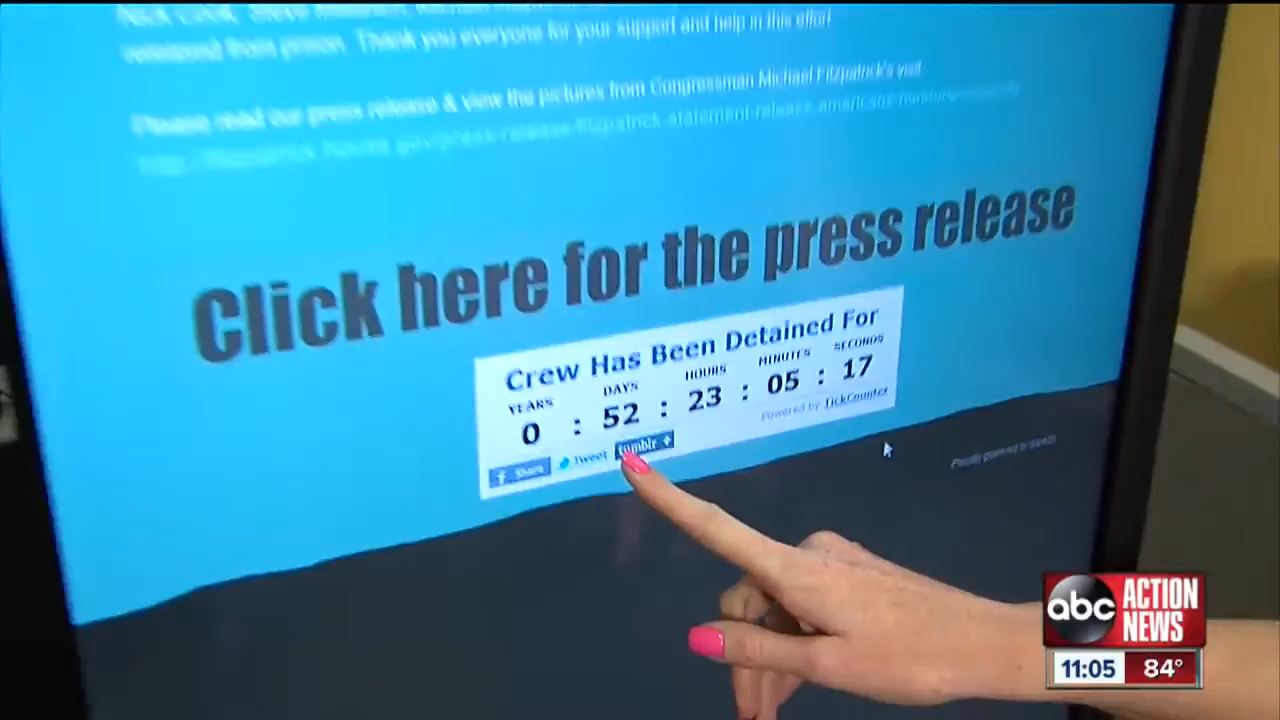 released from prison. Thank you everyone for your support and help in this effort.
Please read our press release & view the pictures from Congressman Michael Fitzpatrick's visit
Click here for the press release
Crew Has Been Detained For
YEARS DAYS HOURS MINUTES SECONDS
0 : 52 : 23 : 05 : 17
Powered by TickCounter
f Share Tweet tumblr +
abc ACTION NEWS
11:05 84°